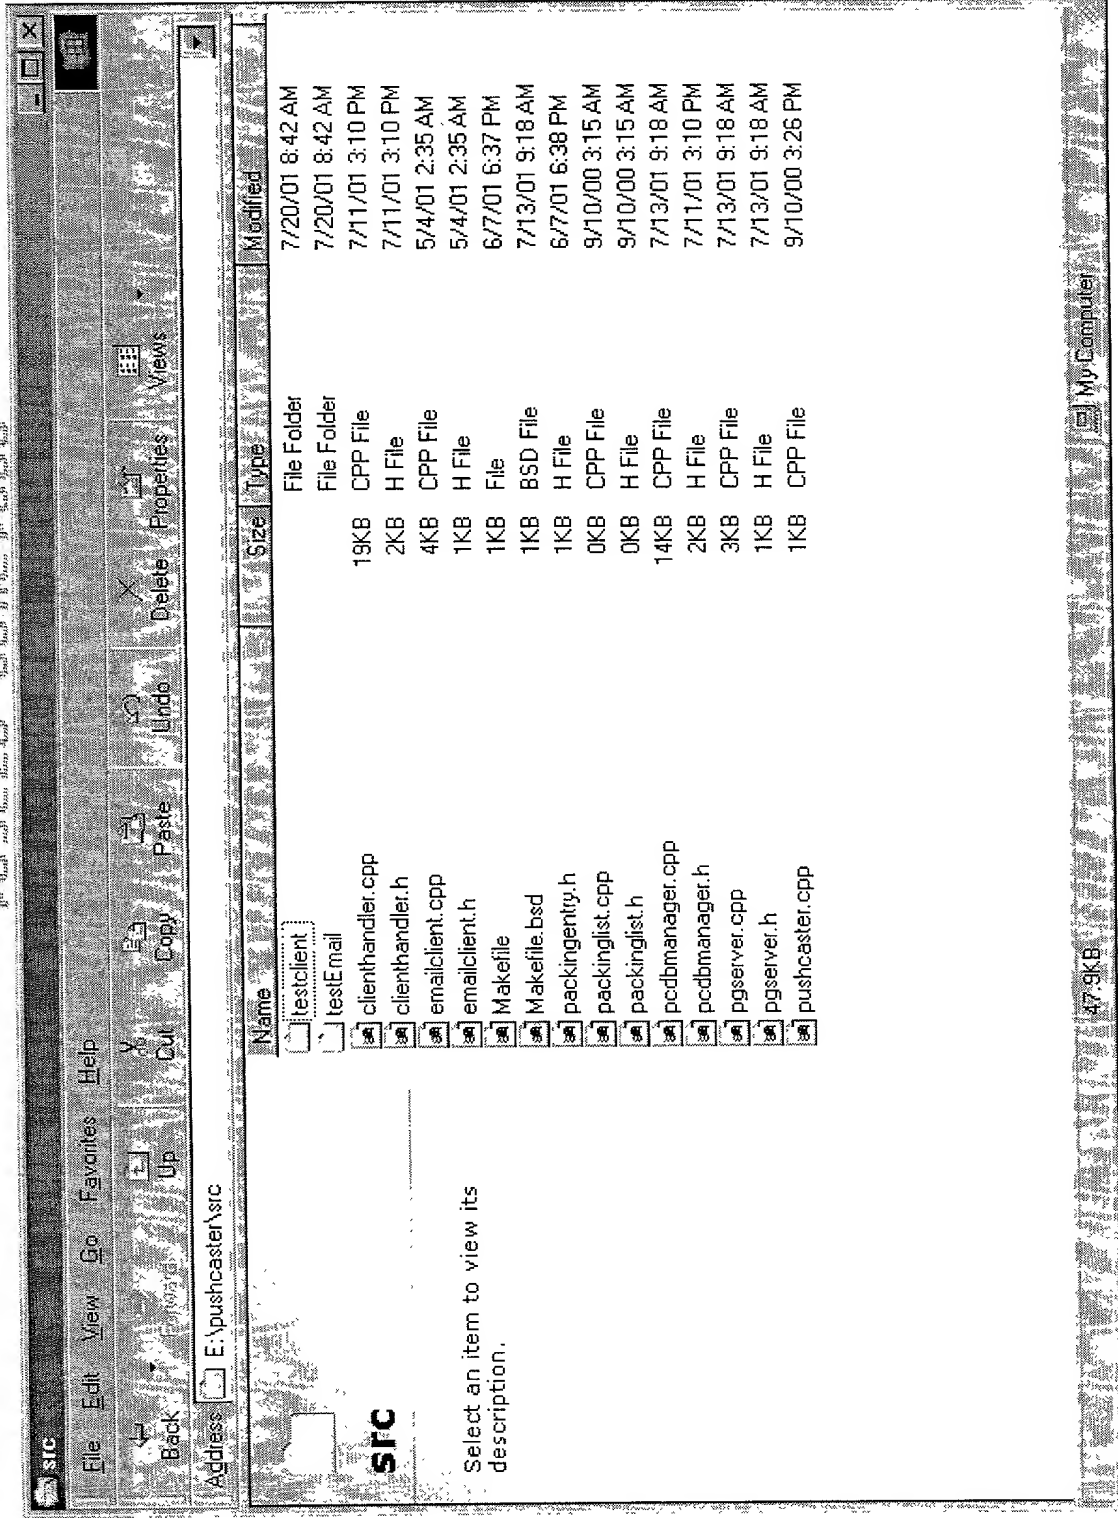 src
File Edit View Go Favorites Help
Back Forward Up Cut Copy Paste Undo Delete Properties Views
Address E:\pushcaster\src
src
Select an item to view its
description.
Name Size Type Modified
testclient File Folder 7/20/01 8:42 AM
testEmail File Folder 7/20/01 8:42 AM
clienthandler.cpp 19KB CPP File 7/11/01 3:10 PM
clienthandler.h 2KB H File 7/11/01 3:10 PM
emailclient.cpp 4KB CPP File 5/4/01 2:35 AM
emailclient.h 1KB H File 5/4/01 2:35 AM
Makefile 1KB File 6/7/01 6:37 PM
Makefile.bsd 1KB BSD File 7/13/01 9:18 AM
packingentry.h 1KB H File 6/7/01 6:38 PM
packinglist.cpp 0KB CPP File 9/10/00 3:15 AM
packinglist.h 0KB H File 9/10/00 3:15 AM
pcdbmanager.cpp 14KB CPP File 7/13/01 9:18 AM
pcdbmanager.h 2KB H File 7/11/01 3:10 PM
pgserver.cpp 3KB CPP File 7/13/01 9:18 AM
pgserver.h 1KB H File 7/13/01 9:18 AM
pushcaster.cpp 1KB CPP File 9/10/00 3:26 PM
47.9KB My Computer